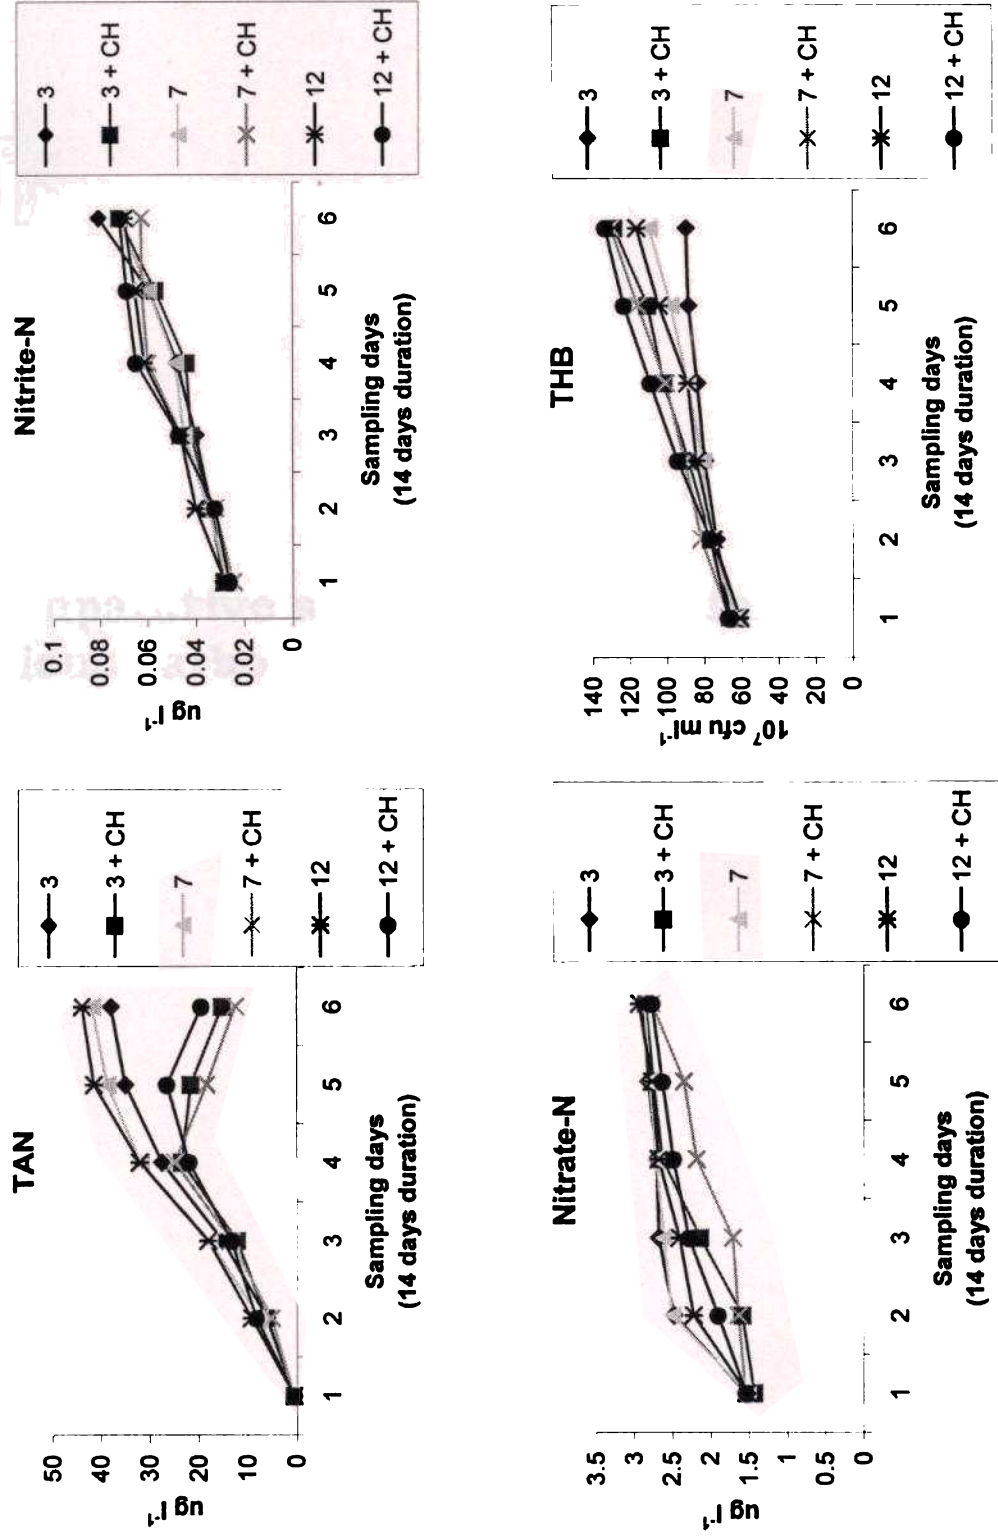 TAN
50
40
30
20
10
0
ug l⁻¹
1 2 3 4 5 6
Sampling days
(14 days duration)
3
3 + CH
7
7 + CH
12
12 + CH
Nitrite-N
0.1
0.08
0.06
0.04
0.02
0
ug l⁻¹
1 2 3 4 5 6
Sampling days
(14 days duration)
3
3 + CH
7
7 + CH
12
12 + CH
Nitrate-N
3.5
3
2.5
2
1.5
1
0.5
0
ug l⁻¹
1 2 3 4 5 6
Sampling days
(14 days duration)
3
3 + CH
7
7 + CH
12
12 + CH
THB
140
120
100
80
60
40
20
0
10⁷ cfu ml⁻¹
1 2 3 4 5 6
Sampling days
(14 days duration)
3
3 + CH
7
7 + CH
12
12 + CH